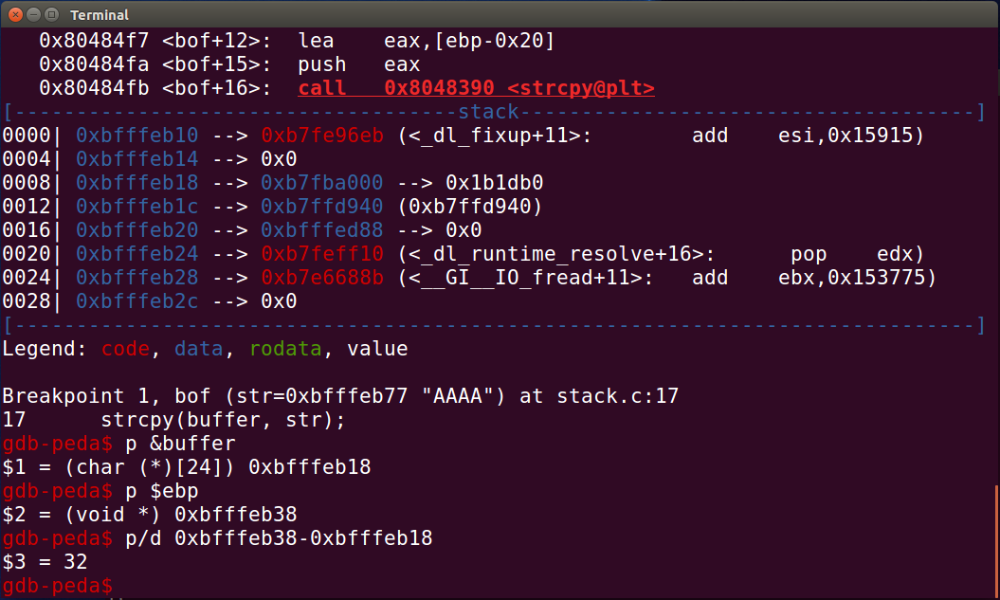 Terminal
0x80484f7 <bof+12>: lea eax,[ebp-0x20]
0x80484fa <bof+15>: push eax
0x80484fb <bof+16>: call 0x8048390 <strcpy@plt>
[------------------------------------stack-------------------------------------]
0000| 0xbfffeb10 --> 0xb7fe96eb (<_dl_fixup+11>: add esi,0x15915)
0004| 0xbfffeb14 --> 0x0
0008| 0xbfffeb18 --> 0xb7fba000 --> 0x1b1db0
0012| 0xbfffeb1c --> 0xb7ffd940 (0xb7ffd940)
0016| 0xbfffeb20 --> 0xbfffed88 --> 0x0
0020| 0xbfffeb24 --> 0xb7feff10 (<_dl_runtime_resolve+16>: pop edx)
0024| 0xbfffeb28 --> 0xb7e6688b (<__GI__IO_fread+11>: add ebx,0x153775)
0028| 0xbfffeb2c --> 0x0
[------------------------------------------------------------------------------]
Legend: code, data, rodata, value
Breakpoint 1, bof (str=0xbfffeb77 "AAAA") at stack.c:17
17 strcpy(buffer, str);
gdb-peda$ p &buffer
$1 = (char (*)[24]) 0xbfffeb18
gdb-peda$ p $ebp
$2 = (void *) 0xbfffeb38
gdb-peda$ p/d 0xbfffeb38-0xbfffeb18
$3 = 32
gdb-peda$